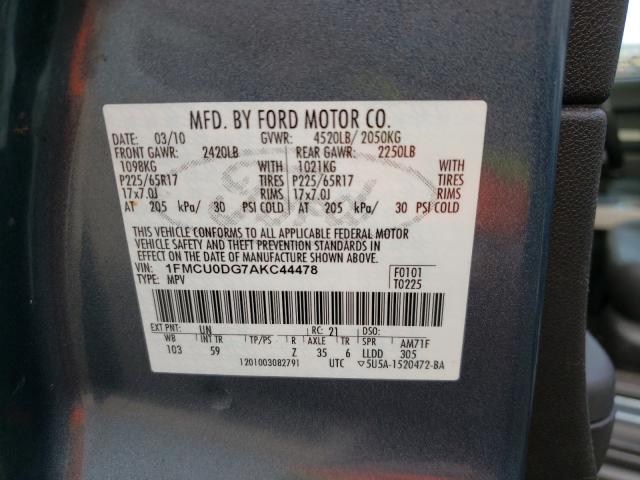 MFD. BY FORD MOTOR CO.
DATE: 03/10 GVWR: 4520LB/ 2050KG
FRONT GAWR: 2420LB REAR GAWR: 2250LB
1098KG WITH 1021KG WITH
P225/65R17 TIRES P225/65R17 TIRES
17x7.0J RIMS 17x7.0J RIMS
AT 205 kPa/ 30 PSI COLD AT 205 kPa/ 30 PSI COLD
THIS VEHICLE CONFORMS TO ALL APPLICABLE FEDERAL MOTOR
VEHICLE SAFETY AND THEFT PREVENTION STANDARDS IN
EFFECT ON THE DATE OF MANUFACTURE SHOWN ABOVE.
VIN: 1FMCU0DG7AKC44478 F0101
TYPE: MPV T0225
EXT PNT: UN RC: 21 DSO:
WB INT TR TP/PS R AXLE TR SPR AM71F
103 59 Z 35 6 LLDD 305
1201003082791 UTC ▽5U5A-1520472-BA
Ford